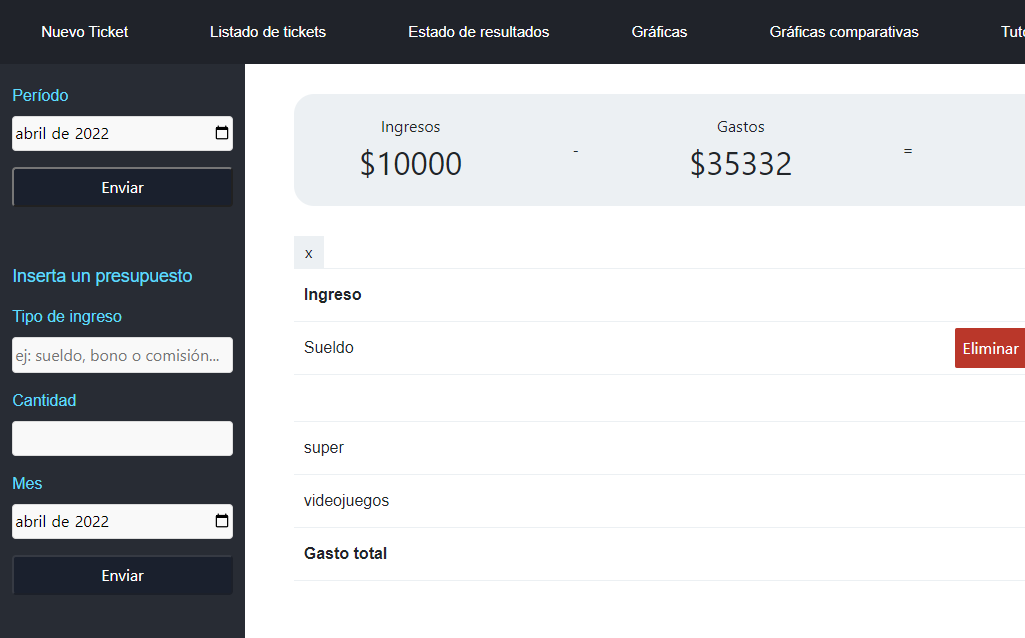 Nuevo Ticket Listado de tickets Estado de resultados Gráficas Gráficas comparativas Tuto
Período
abril de 2022
Enviar
Inserta un presupuesto
Tipo de ingreso
ej: sueldo, bono o comisión...
Cantidad
Mes
abril de 2022
Enviar
Ingresos Gastos
$10000 - $35332 =
x
Ingreso
Sueldo Eliminar
super
videojuegos
Gasto total